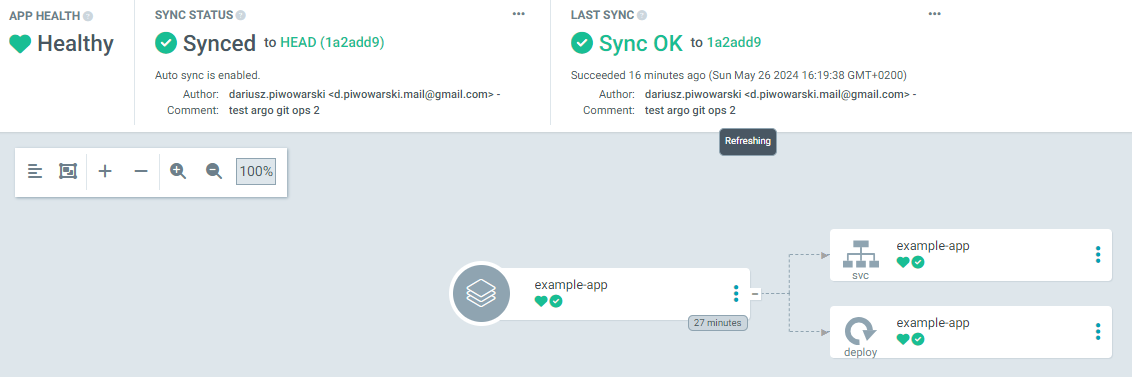 APP HEALTH
Healthy
SYNC STATUS
Synced to HEAD (1a2add9)
Auto sync is enabled.
Author: dariusz.piwowarski <d.piwowarski.mail@gmail.com> -
Comment: test argo git ops 2
LAST SYNC
Sync OK to 1a2add9
Succeeded 16 minutes ago (Sun May 26 2024 16:19:38 GMT+0200)
Author: dariusz.piwowarski <d.piwowarski.mail@gmail.com> -
Comment: test argo git ops 2
Refreshing
100%
example-app
27 minutes
example-app
svc
example-app
deploy